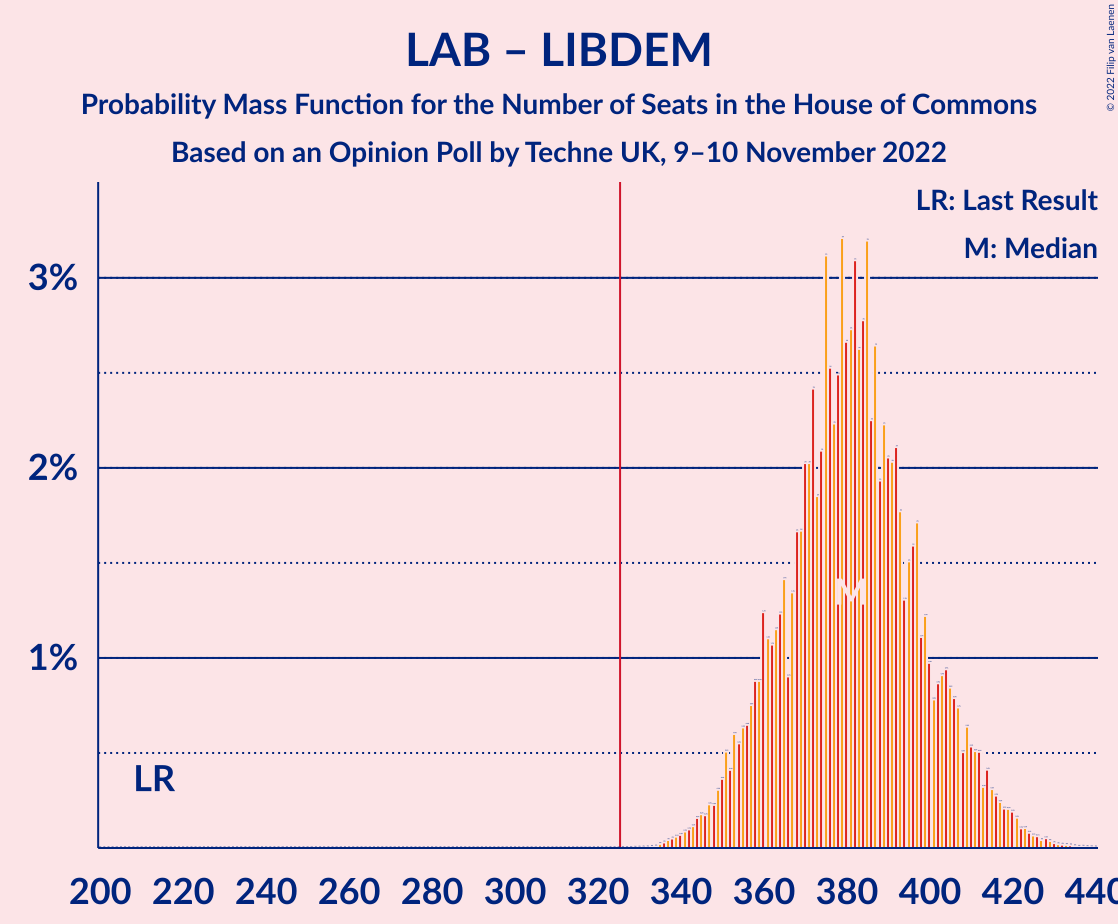 LAB – LIBDEM
Probability Mass Function for the Number of Seats in the House of Commons
Based on an Opinion Poll by Techne UK, 9–10 November 2022
© 2022 Filip van Laenen
LR: Last Result
M: Median
3%
2%
1%
M
LR
200 220 240 260 280 300 320 340 360 380 400 420 440